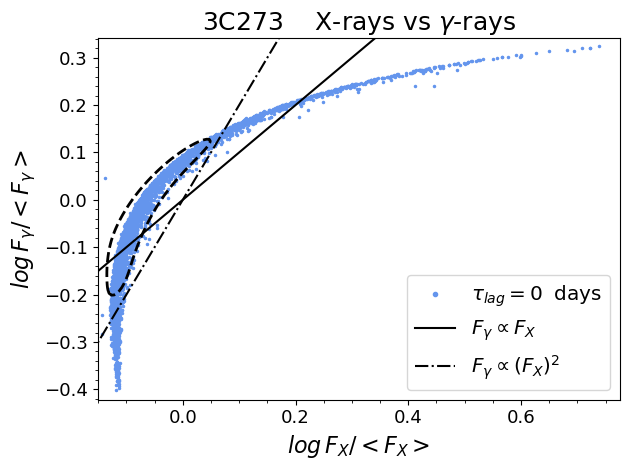 3C273    X-rays vs γ-rays
log F_γ / < F_γ >
0.3
0.2
0.1
0.0
−0.1
−0.2
−0.3
−0.4
τ_lag = 0 days
F_γ ∝ F_X
F_γ ∝ (F_X)^2
0.0 0.2 0.4 0.6
log F_X / < F_X >